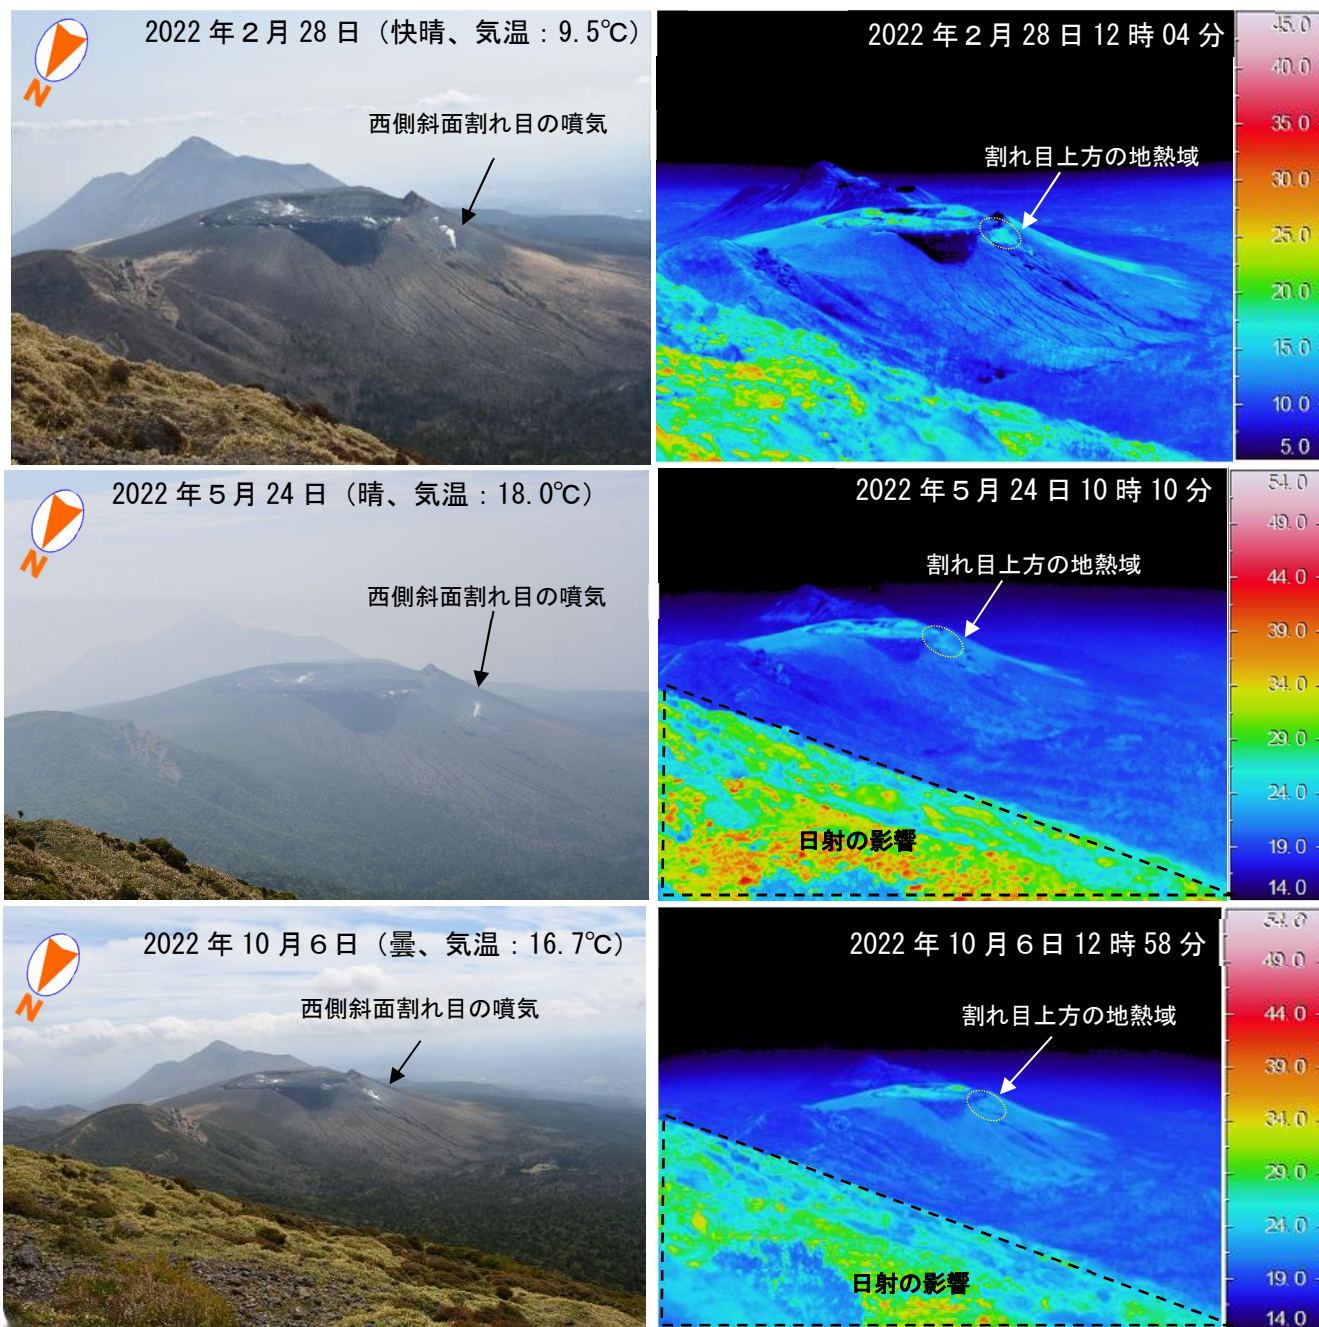 2022年2月28日（快晴、気温：9.5℃）
N
西側斜面割れ目の噴気
2022年2月28日12時04分
割れ目上方の地熱域
45.0
40.0
35.0
30.0
25.0
20.0
15.0
10.0
5.0
2022年5月24日（晴、気温：18.0℃）
N
西側斜面割れ目の噴気
2022年5月24日10時10分
割れ目上方の地熱域
日射の影響
54.0
49.0
44.0
39.0
34.0
29.0
24.0
19.0
14.0
2022年10月6日（曇、気温：16.7℃）
N
西側斜面割れ目の噴気
2022年10月6日12時58分
割れ目上方の地熱域
日射の影響
54.0
49.0
44.0
39.0
34.0
29.0
24.0
19.0
14.0